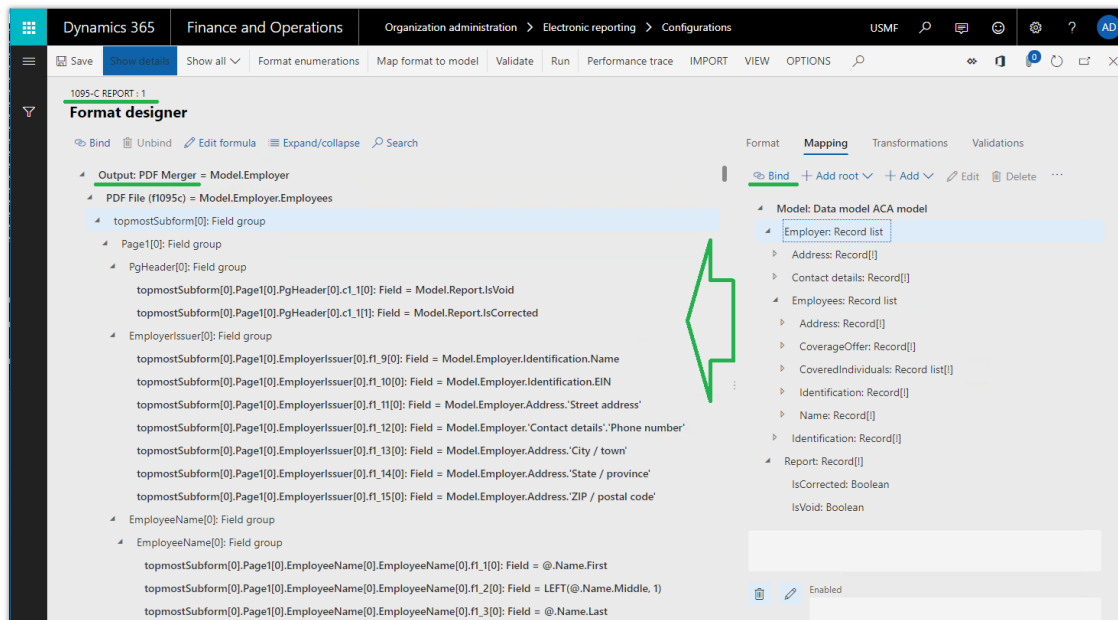 Dynamics 365 Finance and Operations Organization administration > Electronic reporting > Configurations USMF ? AD
Save Show details Show all Format enumerations Map format to model Validate Run Performance trace IMPORT VIEW OPTIONS 0
1095-C REPORT : 1
Format designer
Bind Unbind Edit formula Expand/collapse Search
Output: PDF Merger = Model.Employer
PDF File (f1095c) = Model.Employer.Employees
topmostSubform[0]: Field group
Page1[0]: Field group
PgHeader[0]: Field group
topmostSubform[0].Page1[0].PgHeader[0].c1_1[0]: Field = Model.Report.IsVoid
topmostSubform[0].Page1[0].PgHeader[0].c1_1[1]: Field = Model.Report.IsCorrected
EmployerIssuer[0]: Field group
topmostSubform[0].Page1[0].EmployerIssuer[0].f1_9[0]: Field = Model.Employer.Identification.Name
topmostSubform[0].Page1[0].EmployerIssuer[0].f1_10[0]: Field = Model.Employer.Identification.EIN
topmostSubform[0].Page1[0].EmployerIssuer[0].f1_11[0]: Field = Model.Employer.Address.'Street address'
topmostSubform[0].Page1[0].EmployerIssuer[0].f1_12[0]: Field = Model.Employer.'Contact details'.'Phone number'
topmostSubform[0].Page1[0].EmployerIssuer[0].f1_13[0]: Field = Model.Employer.Address.'City / town'
topmostSubform[0].Page1[0].EmployerIssuer[0].f1_14[0]: Field = Model.Employer.Address.'State / province'
topmostSubform[0].Page1[0].EmployerIssuer[0].f1_15[0]: Field = Model.Employer.Address.'ZIP / postal code'
EmployeeName[0]: Field group
EmployeeName[0]: Field group
topmostSubform[0].Page1[0].EmployeeName[0].EmployeeName[0].f1_1[0]: Field = @.Name.First
topmostSubform[0].Page1[0].EmployeeName[0].EmployeeName[0].f1_2[0]: Field = LEFT(@.Name.Middle, 1)
topmostSubform[0].Page1[0].EmployeeName[0].EmployeeName[0].f1_3[0]: Field = @.Name.Last
Format Mapping Transformations Validations
Bind Add root Add Edit Delete ...
Model: Data model ACA model
Employer: Record list
Address: Record[!]
Contact details: Record[!]
Employees: Record list
Address: Record[!]
CoverageOffer: Record[!]
CoveredIndividuals: Record list[!]
Identification: Record[!]
Name: Record[!]
Identification: Record[!]
Report: Record[!]
IsCorrected: Boolean
IsVoid: Boolean
Enabled